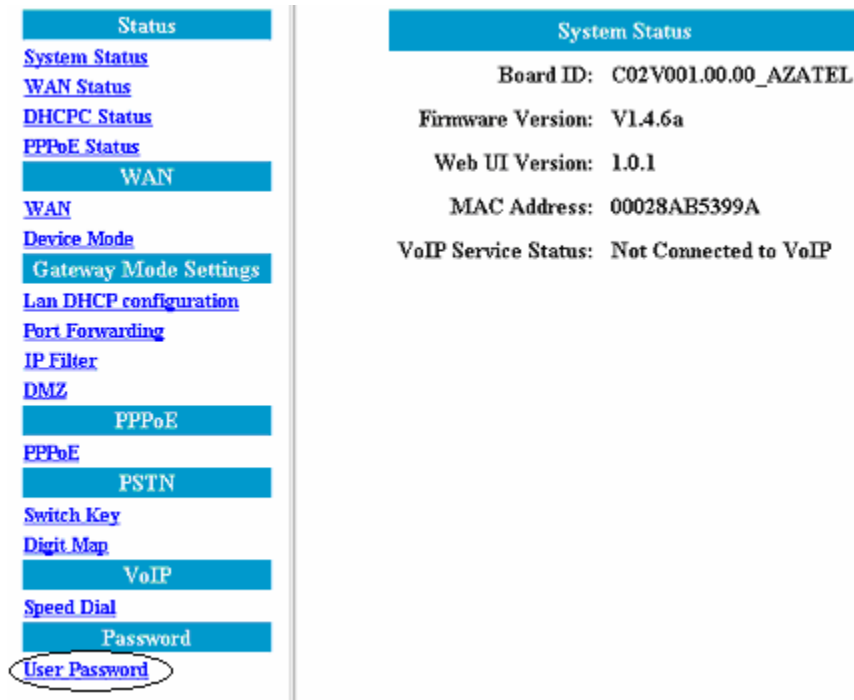 Status
System Status
WAN Status
DHCPC Status
PPPoE Status
WAN
WAN
Device Mode
Gateway Mode Settings
Lan DHCP configuration
Port Forwarding
IP Filter
DMZ
PPPoE
PPPoE
PSTN
Switch Key
Digit Map
VoIP
Speed Dial
Password
User Password
System Status
Board ID: C02V001.00.00_AZATEL
Firmware Version: V1.4.6a
Web UI Version: 1.0.1
MAC Address: 00028AB5399A
VoIP Service Status: Not Connected to VoIP